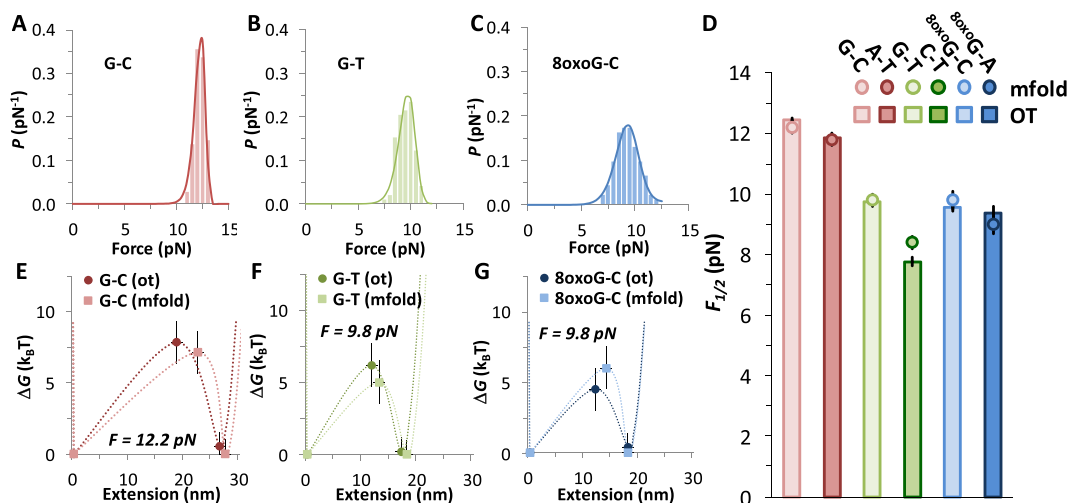 A
P (pN-1)
0.4
0.3
0.2
0.1
0.0
G-C
0
5
10
15
Force (pN)
B
P (pN-1)
0.4
0.3
0.2
0.1
0.0
G-T
0
5
10
15
Force (pN)
C
P (pN-1)
0.4
0.3
0.2
0.1
0.0
8oxoG-C
0
5
10
15
Force (pN)
D
G-C
A-T
G-T
C-T
8oxoG-C
8oxoG-A
mfold
OT
F1/2 (pN)
14
12
10
8
6
4
2
0
E
G-C (ot)
G-C (mfold)
ΔG (kBT)
10
5
0
F = 12.2 pN
0
10
20
30
Extension (nm)
F
G-T (ot)
G-T (mfold)
ΔG (kBT)
10
5
0
F = 9.8 pN
0
10
20
30
Extension (nm)
G
8oxoG-C (ot)
8oxoG-C (mfold)
ΔG (kBT)
10
5
0
F = 9.8 pN
0
10
20
30
Extension (nm)